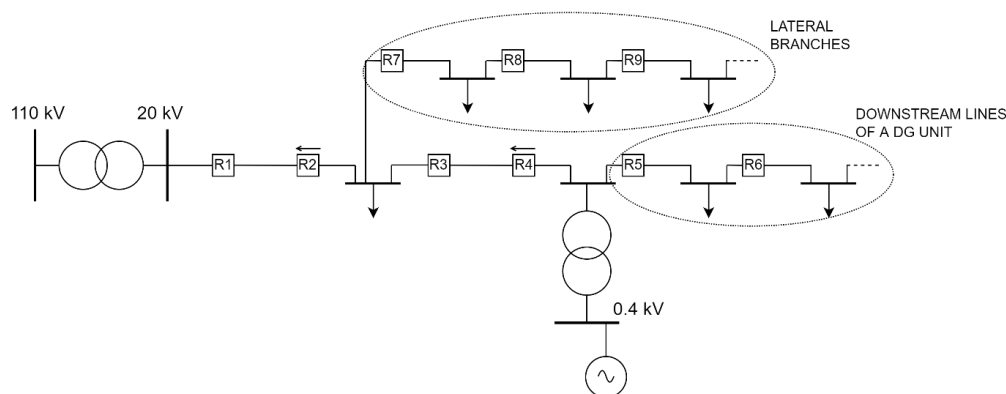 LATERAL
BRANCHES
R7
R8
R9
110 kV
20 kV
DOWNSTREAM LINES
OF A DG UNIT
R1
R2
R3
R4
R5
R6
0.4 kV